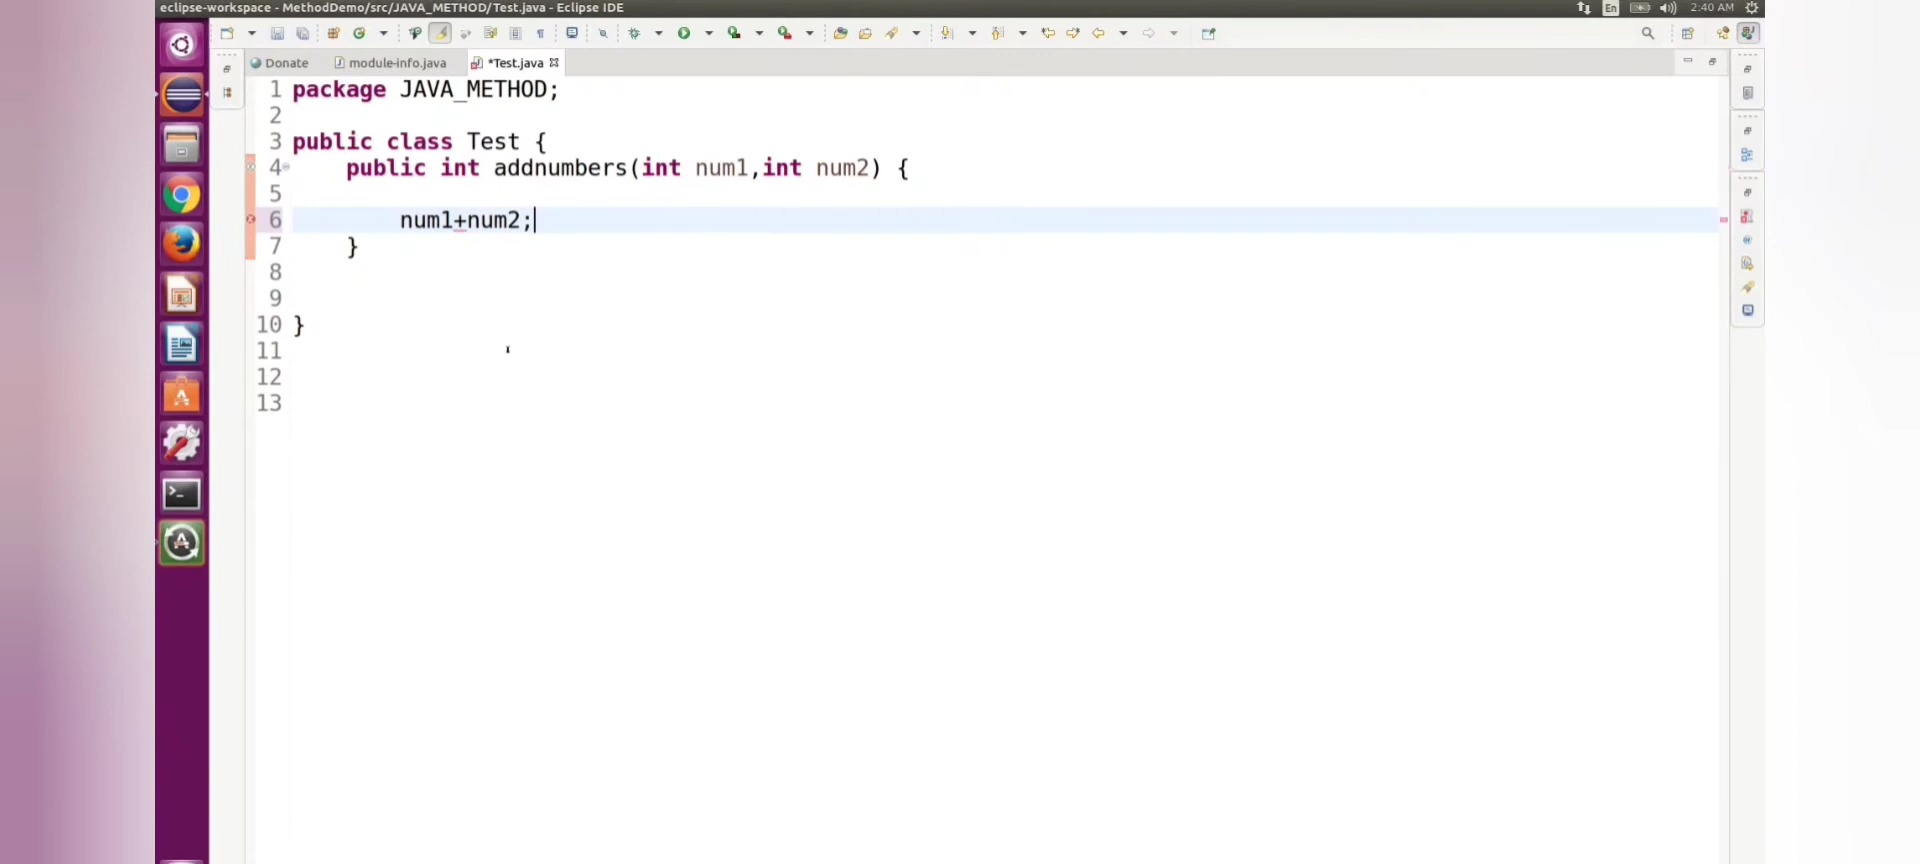 eclipse-workspace - MethodDemo/src/JAVA_METHOD/Test.java - Eclipse IDE
En
2:40 AM
Donate
module-info.java
*Test.java
1 package JAVA_METHOD;
2
3 public class Test {
4 public int addnumbers(int num1,int num2) {
5
6 num1+num2;
7 }
8
9
10 }
11
12
13